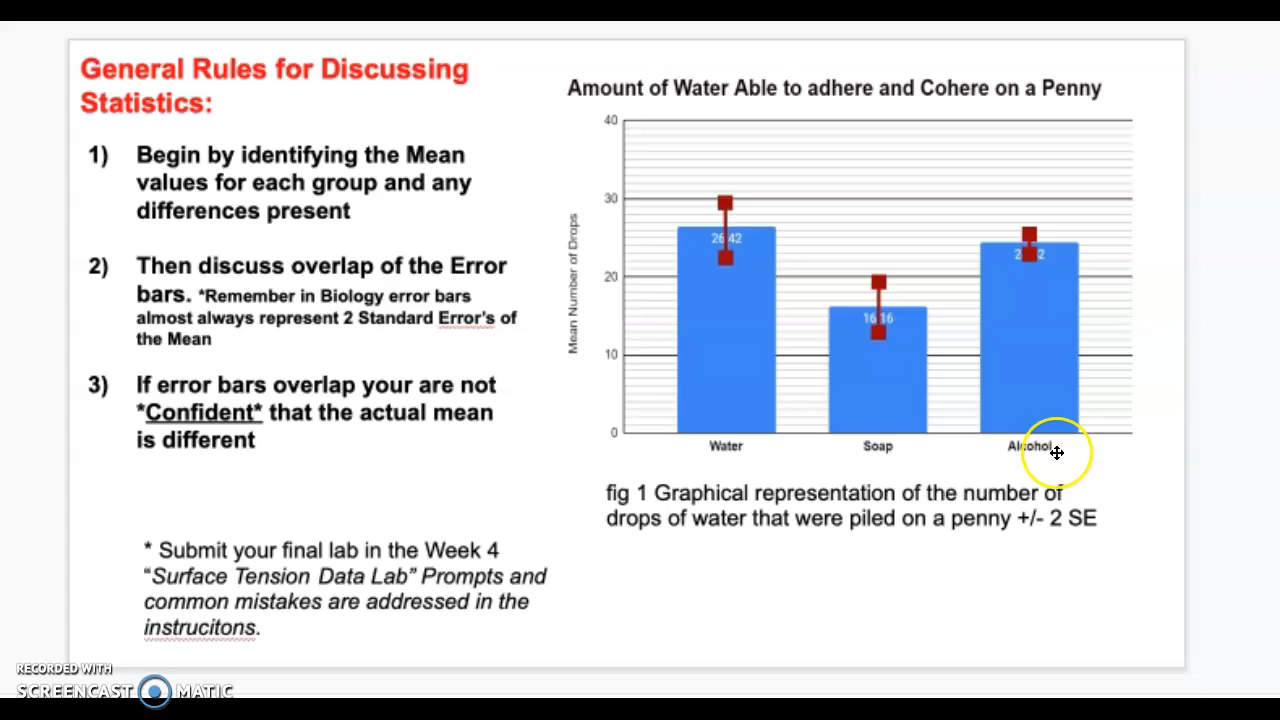 General Rules for Discussing
Statistics:
1) Begin by identifying the Mean
values for each group and any
differences present
2) Then discuss overlap of the Error
bars. *Remember in Biology error bars
almost always represent 2 Standard Error's of
the Mean
3) If error bars overlap your are not
*Confident* that the actual mean
is different
* Submit your final lab in the Week 4
“Surface Tension Data Lab” Prompts and
common mistakes are addressed in the
instrucitons.
Amount of Water Able to adhere and Cohere on a Penny
Mean Number of Drops
40
30
20
10
0
26.42
16.16
Water Soap Alcohol
fig 1 Graphical representation of the number of
drops of water that were piled on a penny +/- 2 SE
RECORDED WITH
SCREENCAST MATIC